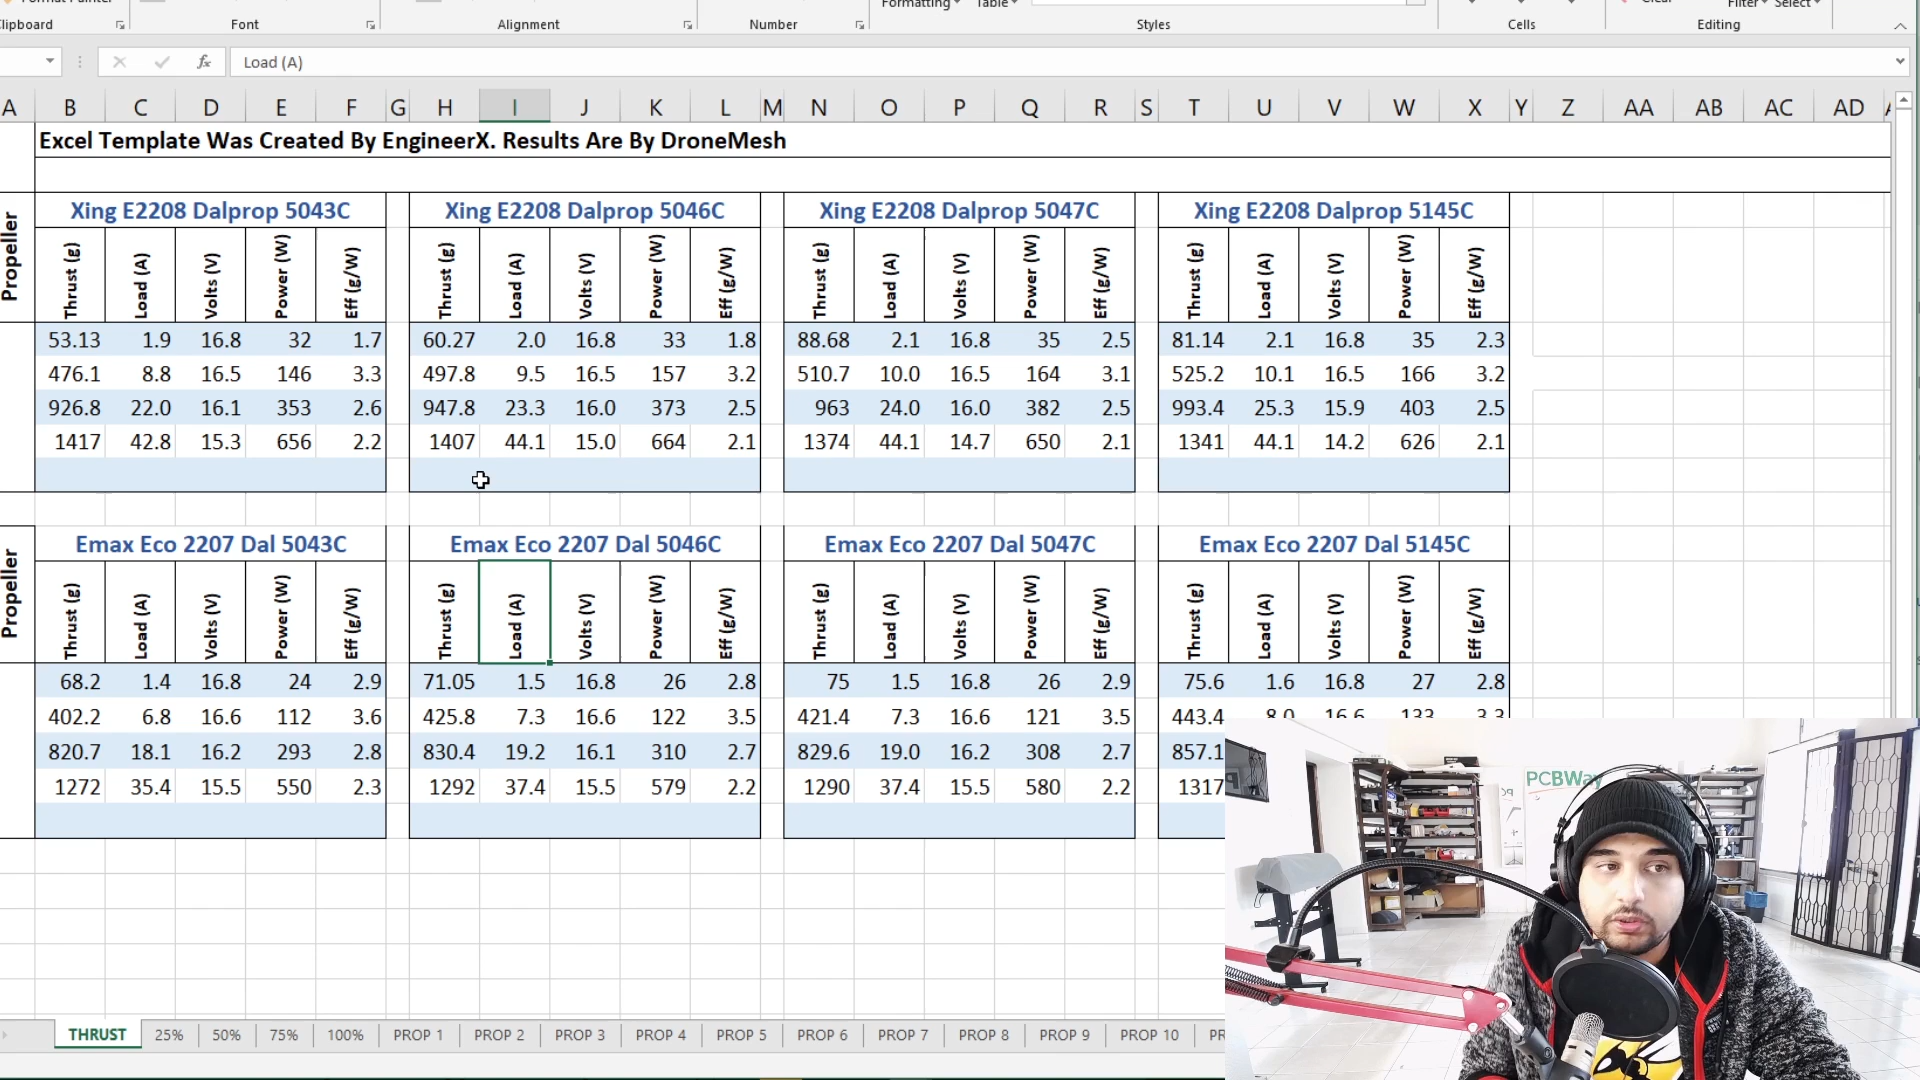 Clipboard Font Alignment Number Formatting Table Styles Cells Clear Filter Select Editing
fx Load (A)
A B C D E F G H I J K L M N O P Q R S T U V W X Y Z AA AB AC AD
Excel Template Was Created By EngineerX. Results Are By DroneMesh
Propeller
Xing E2208 Dalprop 5043C Xing E2208 Dalprop 5046C Xing E2208 Dalprop 5047C Xing E2208 Dalprop 5145C
Thrust (g) Load (A) Volts (V) Power (W) Eff (g/W) Thrust (g) Load (A) Volts (V) Power (W) Eff (g/W) Thrust (g) Load (A) Volts (V) Power (W) Eff (g/W) Thrust (g) Load (A) Volts (V) Power (W) Eff (g/W)
53.13 1.9 16.8 32 1.7 60.27 2.0 16.8 33 1.8 88.68 2.1 16.8 35 2.5 81.14 2.1 16.8 35 2.3
476.1 8.8 16.5 146 3.3 497.8 9.5 16.5 157 3.2 510.7 10.0 16.5 164 3.1 525.2 10.1 16.5 166 3.2
926.8 22.0 16.1 353 2.6 947.8 23.3 16.0 373 2.5 963 24.0 16.0 382 2.5 993.4 25.3 15.9 403 2.5
1417 42.8 15.3 656 2.2 1407 44.1 15.0 664 2.1 1374 44.1 14.7 650 2.1 1341 44.1 14.2 626 2.1
Propeller
Emax Eco 2207 Dal 5043C Emax Eco 2207 Dal 5046C Emax Eco 2207 Dal 5047C Emax Eco 2207 Dal 5145C
Thrust (g) Load (A) Volts (V) Power (W) Eff (g/W) Thrust (g) Load (A) Volts (V) Power (W) Eff (g/W) Thrust (g) Load (A) Volts (V) Power (W) Eff (g/W) Thrust (g) Load (A) Volts (V) Power (W) Eff (g/W)
68.2 1.4 16.8 24 2.9 71.05 1.5 16.8 26 2.8 75 1.5 16.8 26 2.9 75.6 1.6 16.8 27 2.8
402.2 6.8 16.6 112 3.6 425.8 7.3 16.6 122 3.5 421.4 7.3 16.6 121 3.5 443.4 8.0 16.6 133 3.3
820.7 18.1 16.2 293 2.8 830.4 19.2 16.1 310 2.7 829.6 19.0 16.2 308 2.7 857.1
1272 35.4 15.5 550 2.3 1292 37.4 15.5 579 2.2 1290 37.4 15.5 580 2.2 1317
PCBWay
THRUST 25% 50% 75% 100% PROP 1 PROP 2 PROP 3 PROP 4 PROP 5 PROP 6 PROP 7 PROP 8 PROP 9 PROP 10